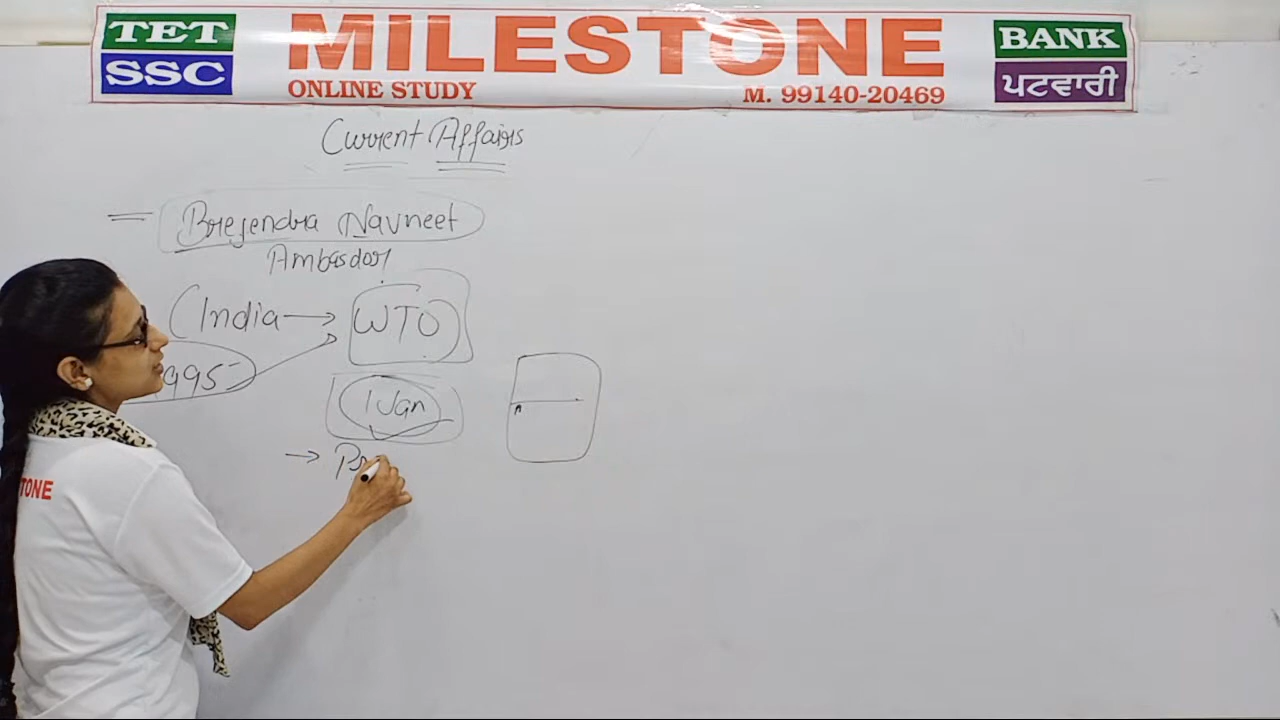 TET
SSC
MILESTONE
ONLINE STUDY
M. 99140-20469
BANK
ਪਟਵਾਰੀ
Current Affairs
Brejendra Navneet
Ambasdor
India → WTO
995
1 Jan
→
TONE